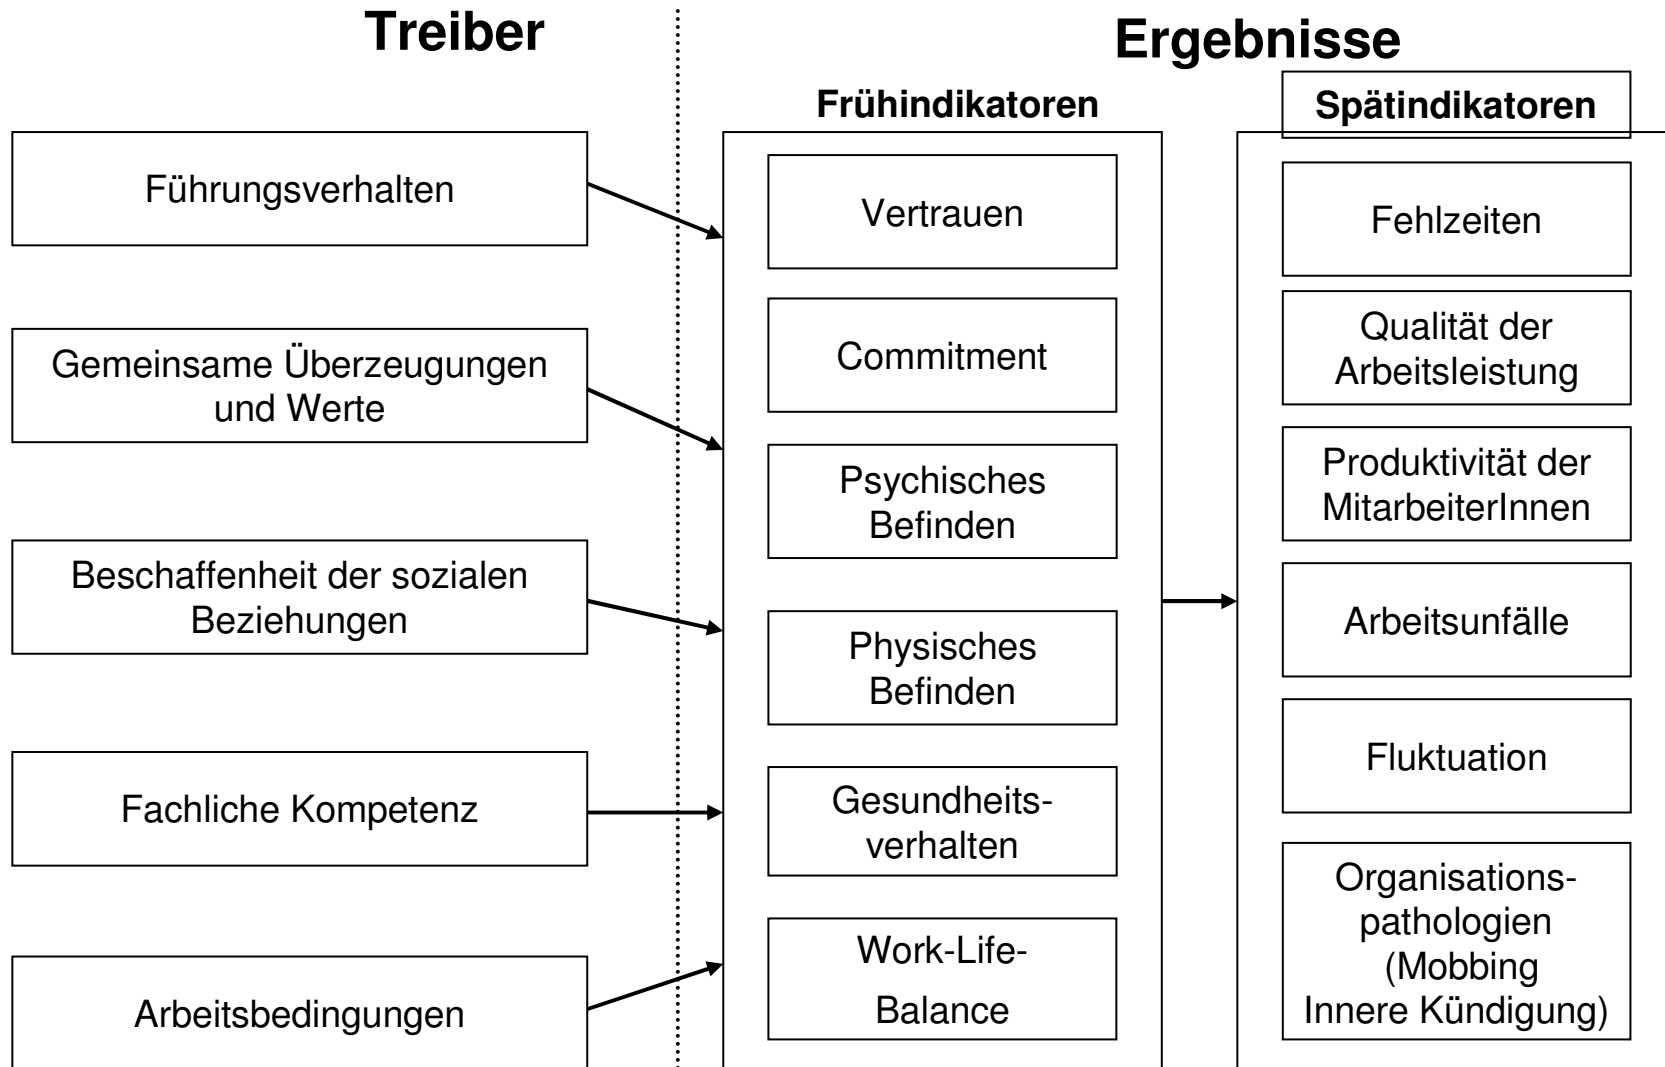 Treiber
Ergebnisse
Frühindikatoren
Spätindikatoren
Führungsverhalten
Gemeinsame Überzeugungen
und Werte
Beschaffenheit der sozialen
Beziehungen
Fachliche Kompetenz
Arbeitsbedingungen
Vertrauen
Commitment
Psychisches
Befinden
Physisches
Befinden
Gesundheits-
verhalten
Work-Life-
Balance
Fehlzeiten
Qualität der
Arbeitsleistung
Produktivität der
MitarbeiterInnen
Arbeitsunfälle
Fluktuation
Organisations-
pathologien
(Mobbing
Innere Kündigung)